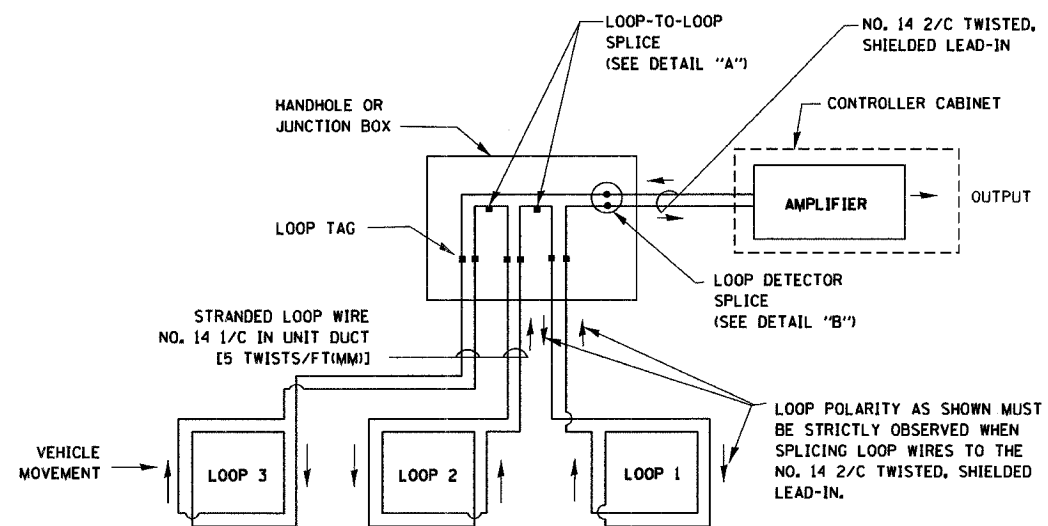 LOOP-TO-LOOP
SPLICE
(SEE DETAIL "A")
NO. 14 2/C TWISTED,
SHIELDED LEAD-IN
HANDHOLE OR
JUNCTION BOX
CONTROLLER CABINET
AMPLIFIER
OUTPUT
LOOP TAG
LOOP DETECTOR
SPLICE
(SEE DETAIL "B")
STRANDED LOOP WIRE
NO. 14 1/C IN UNIT DUCT
[5 TWISTS/FT(MM)]
LOOP POLARITY AS SHOWN MUST
BE STRICTLY OBSERVED WHEN
SPLICING LOOP WIRES TO THE
NO. 14 2/C TWISTED, SHIELDED
LEAD-IN.
VEHICLE
MOVEMENT
LOOP 3
LOOP 2
LOOP 1